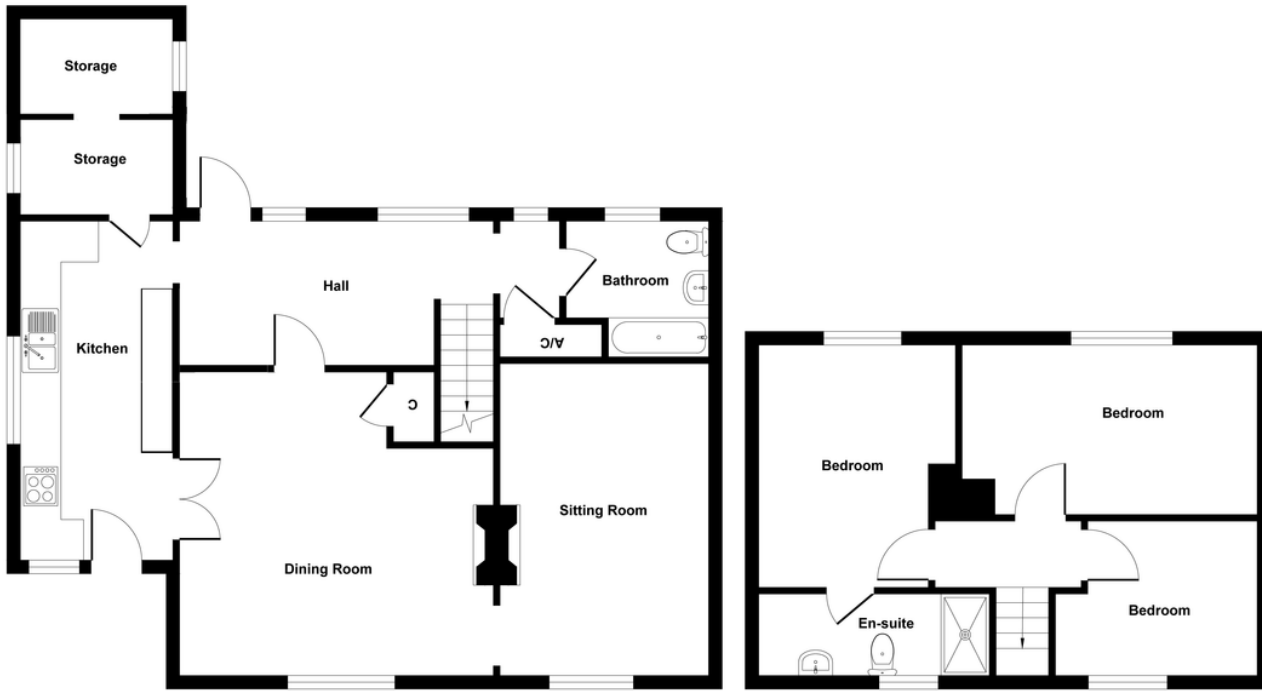 Storage
Storage
Hall
Bathroom
A/C
Kitchen
C
Sitting Room
Dining Room
Bedroom
Bedroom
En-suite
Bedroom